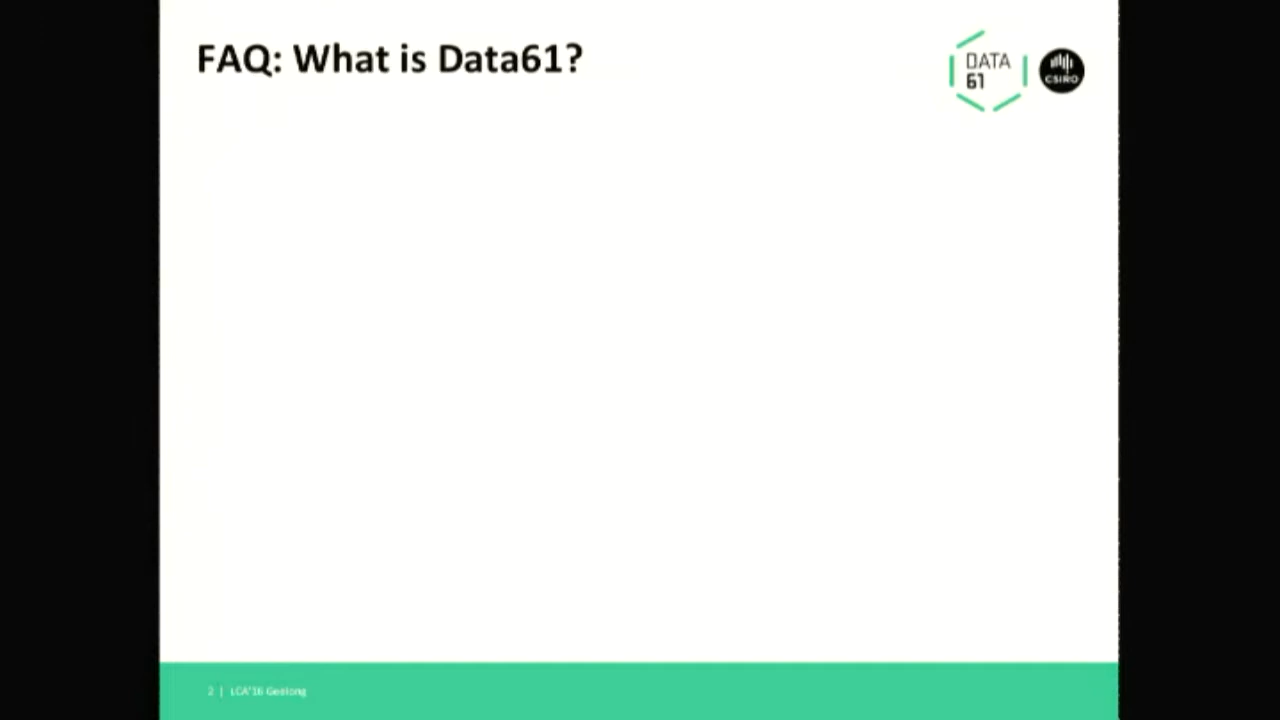 FAQ: What is Data61?
DATA
61
CSIRO
2 | LCA'16 Geelong